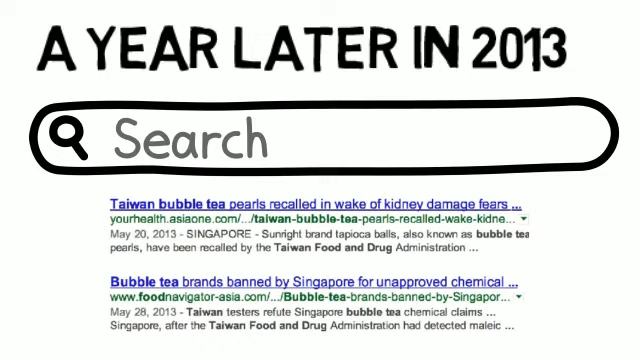 A YEAR LATER IN 2013
Search
Taiwan bubble tea pearls recalled in wake of kidney damage fears ...
yourhealth.asiaone.com/.../taiwan-bubble-tea-pearls-recalled-wake-kidne...
May 20, 2013 - SINGAPORE - Sunright brand tapioca balls, also known as bubble tea
pearls, have been recalled by the Taiwan Food and Drug Administration ...
Bubble tea brands banned by Singapore for unapproved chemical ...
www.foodnavigator-asia.com/.../Bubble-tea-brands-banned-by-Singapor...
May 28, 2013 - Taiwan testers refute Singapore bubble tea chemical claims ...
Singapore, after the Taiwan Food and Drug Administration had detected maleic ...